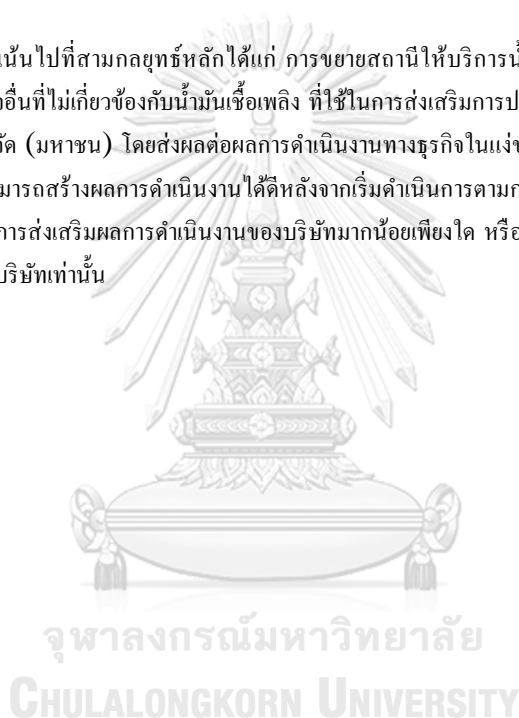 น้นไปที่สามกลยุทธ์หลักได้แก่ การขยายสถานีให้บริการน้
อื่นที่ไม่เกี่ยวข้องกับน้ำมันเชื้อเพลิง ที่ใช้ในการส่งเสริมการป
ัด (มหาชน) โดยส่งผลต่อผลการดำเนินงานทางธุรกิจในแง่ข
มารถสร้างผลการดำเนินงานได้ดีหลังจากเริ่มดำเนินการตามก
การส่งเสริมผลการดำเนินงานของบริษัทมากน้อยเพียงใด หรือ
บริษัทเท่านั้น
จุฬาลงกรณ์มหาวิทยาลัย
CHULALONGKORN UNIVERSITY